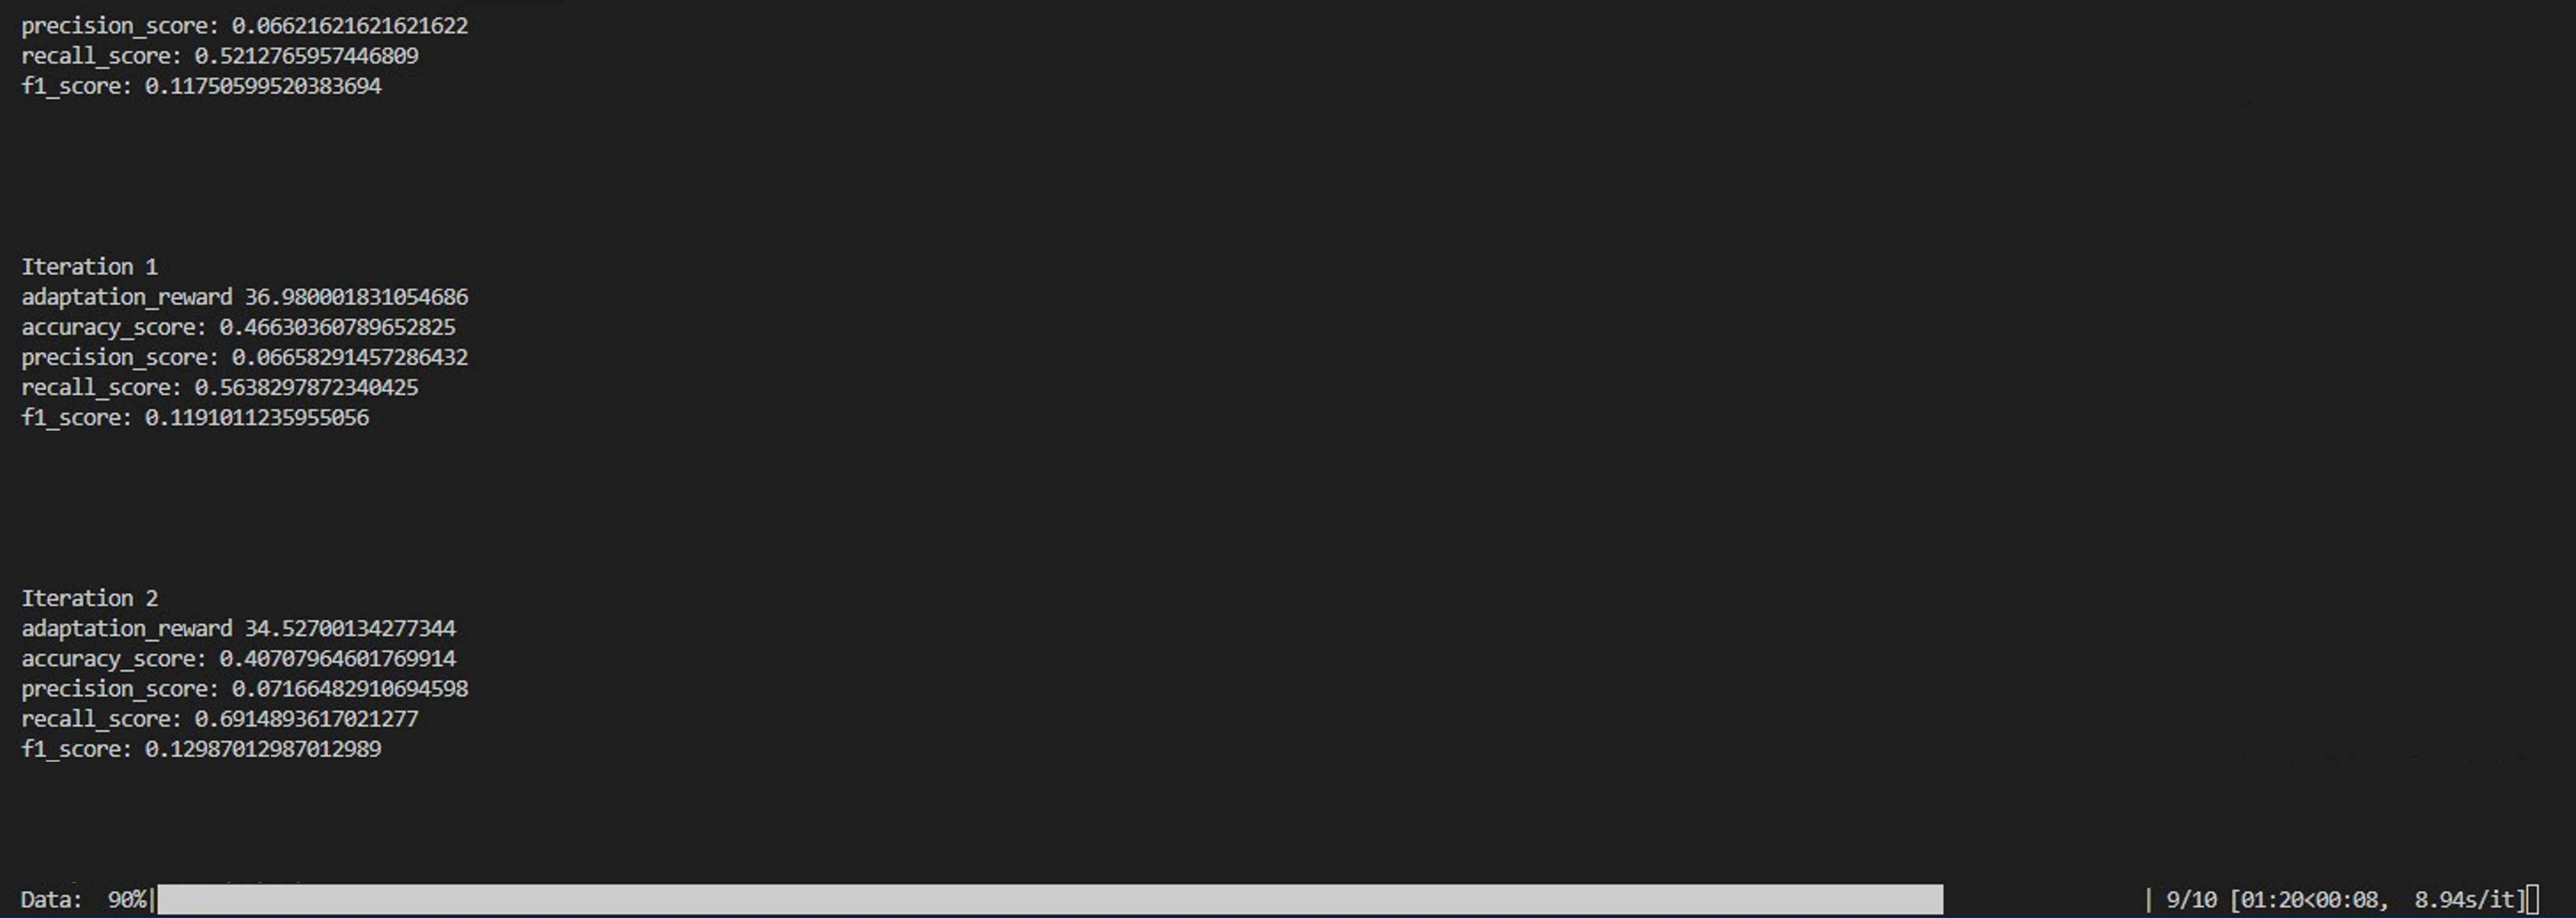 precision_score: 0.06621621621621622
recall_score: 0.5212765957446809
f1_score: 0.11750599520383694
Iteration 1
adaptation_reward 36.980001831054686
accuracy_score: 0.46630360789652825
precision_score: 0.06658291457286432
recall_score: 0.5638297872340425
f1_score: 0.1191011235955056
Iteration 2
adaptation_reward 34.52700134277344
accuracy_score: 0.40707964601769914
precision_score: 0.07166482910694598
recall_score: 0.6914893617021277
f1_score: 0.12987012987012989
Data:  90%| | 9/10 [01:20<00:08,  8.94s/it]